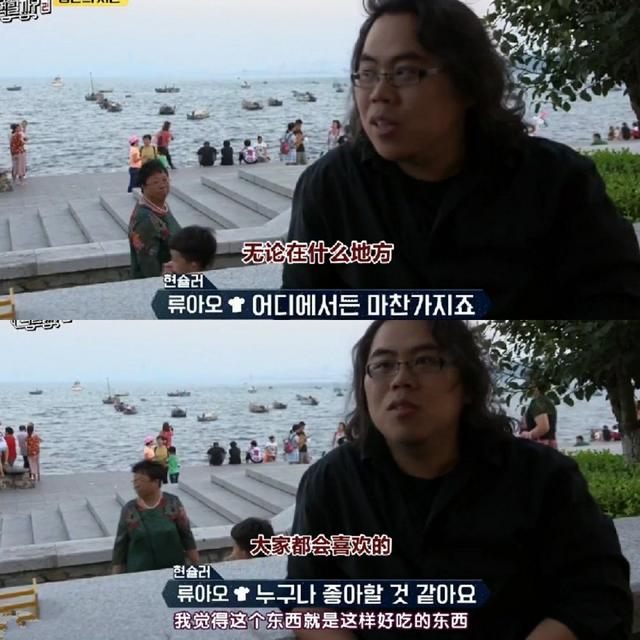 无论在什么地方
현슐러
류아오 어디에서든 마찬가지죠
大家都会喜欢的
현슐러
류아오 누구나 좋아할 것 같아요
我觉得这个东西就是这样好吃的东西